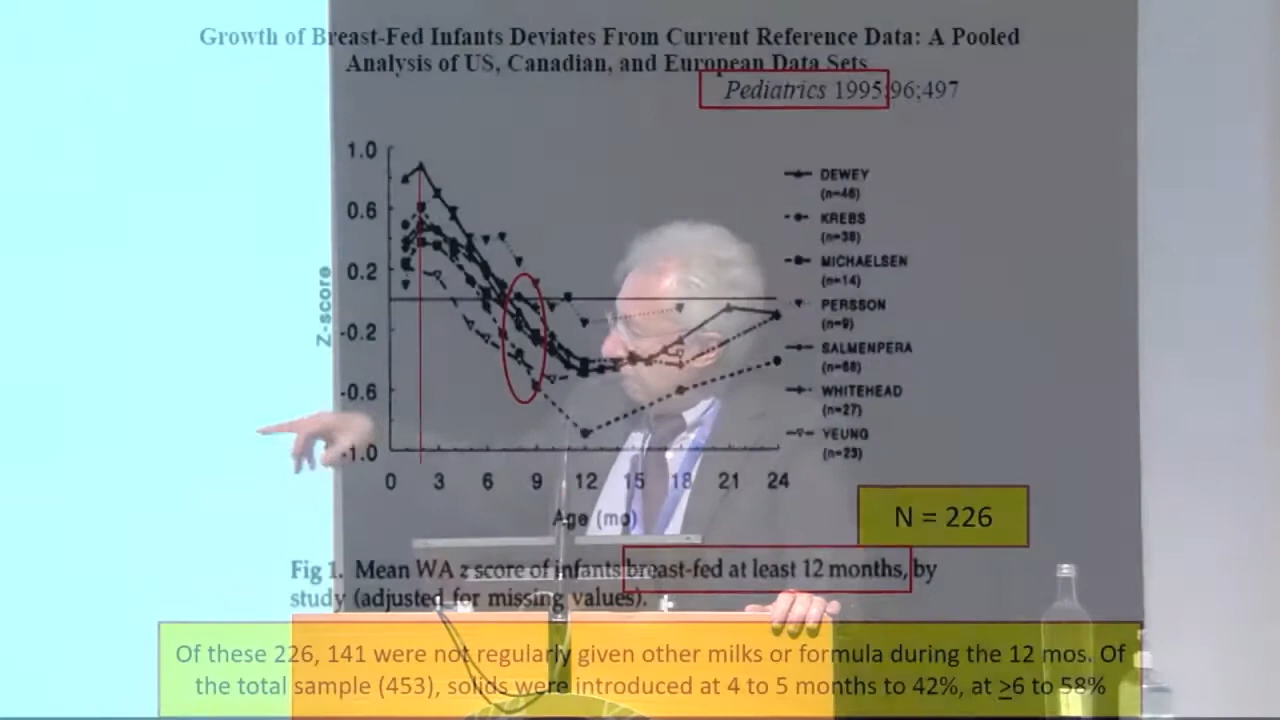 Growth of Breast-Fed Infants Deviates From Current Reference Data: A Pooled
Analysis of US, Canadian, and European Data Sets
Pediatrics 1995;96;497
1.0
0.6
0.2
-0.2
-0.6
-1.0
Z-score
0 3 6 9 12 15 18 21 24
Age (mo)
DEWEY
(n=46)
KREBS
(n=38)
MICHAELSEN
(n=14)
PERSSON
(n=9)
SALMENPERA
(n=68)
WHITEHEAD
(n=27)
YEUNG
(n=23)
N = 226
Fig 1. Mean WA z score of infants breast-fed at least 12 months, by
study (adjusted for missing values).
Of these 226, 141 were not regularly given other milks or formula during the 12 mos. Of
the total sample (453), solids were introduced at 4 to 5 months to 42%, at ≥6 to 58%